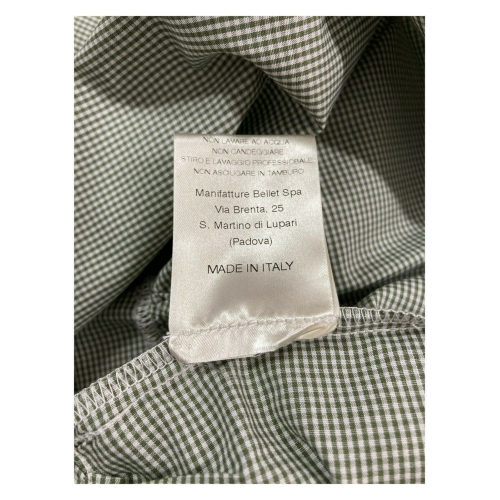 NON LAVARE AD ACQUA
NON CANDEGGIARE
STIRO E LAVAGGIO PROFESSIONALE
NON ASCIUGARE IN TAMBURO
Manifatture Bellet Spa
Via Brenta, 25
S. Martino di Lupari
(Padova)
MADE IN ITALY